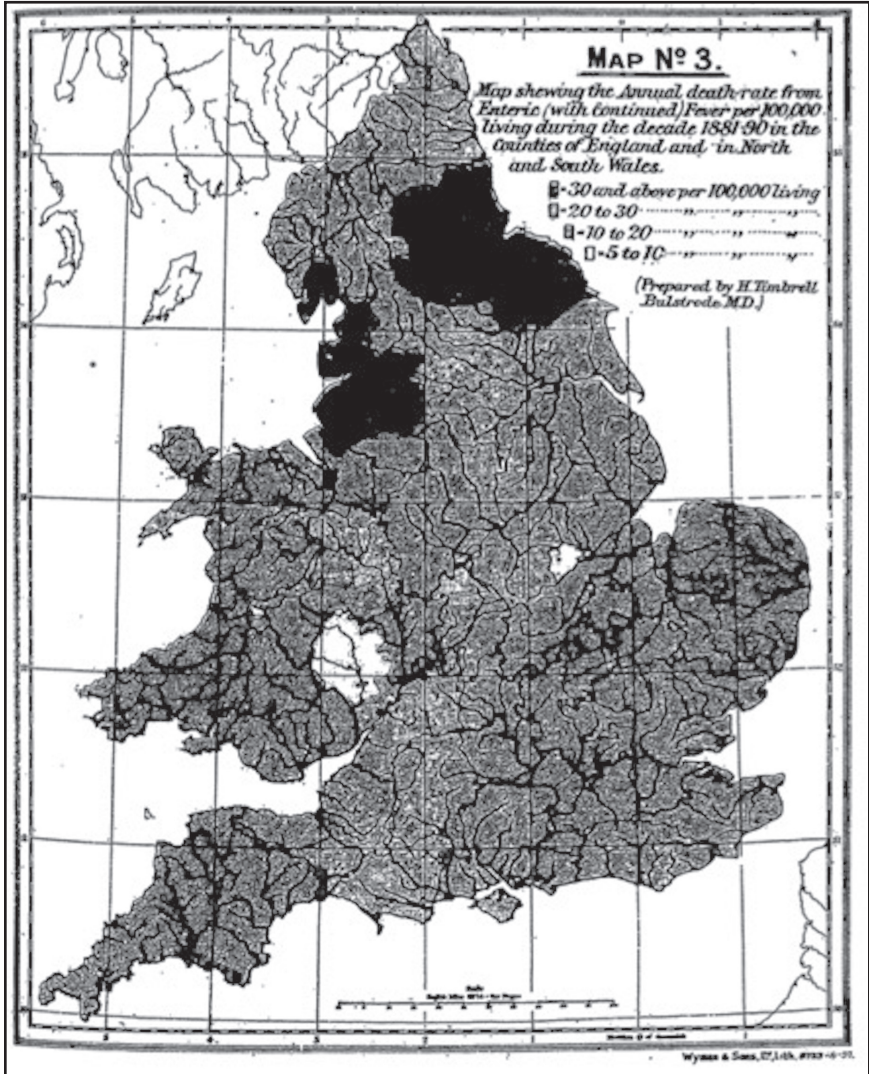 MAP Nº 3.
Map shewing the Annual death-rate from
Enteric (with Continued) Fever per 100,000
living during the decade 1881-90 in the
Counties of England and in North
and South Wales.
-30 and above per 100,000 living
-20 to 30 " " "
-10 to 20 " " "
-5 to 10 " " "
(Prepared by H. Timbrell
Bulstrode. M.D.)
Scale
Wyman & Sons, Lᵈ, Lith.